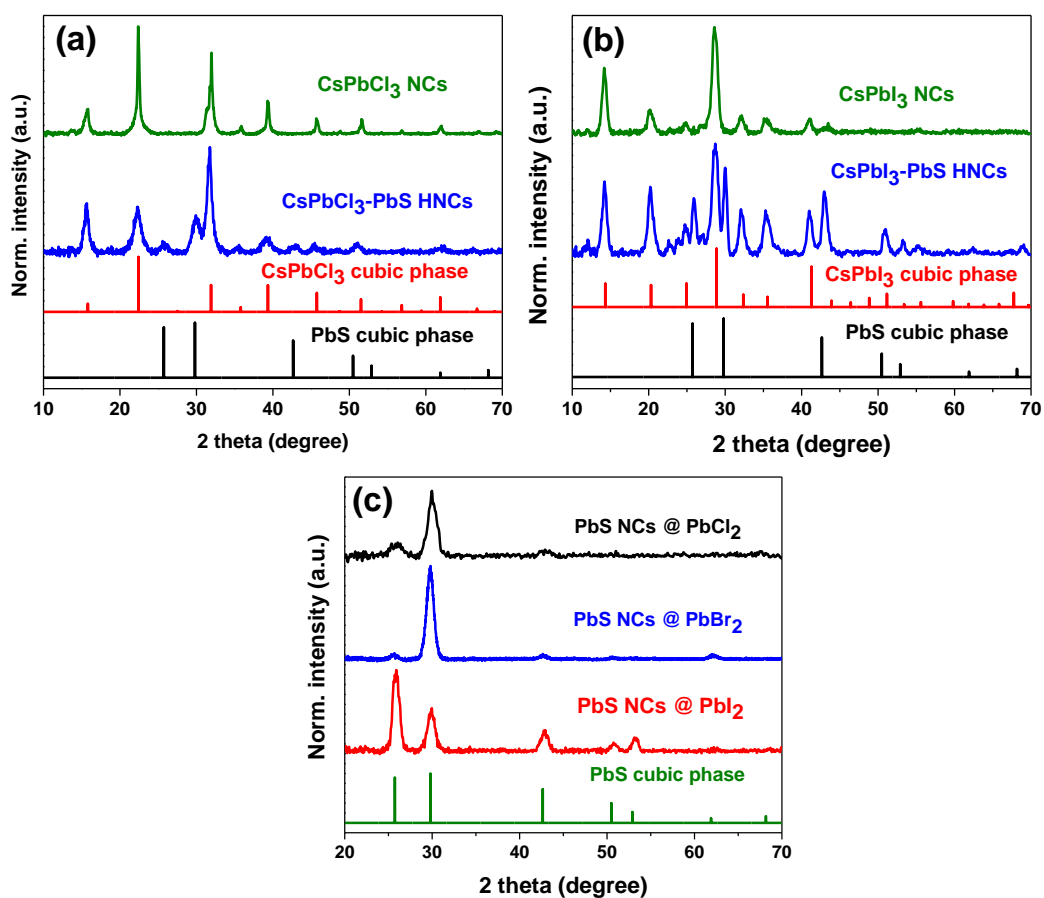 (a)
CsPbCl3 NCs
CsPbCl3-PbS HNCs
CsPbCl3 cubic phase
PbS cubic phase
Norm. intensity (a.u.)
10 20 30 40 50 60 70
2 theta (degree)
(b)
CsPbI3 NCs
CsPbI3-PbS HNCs
CsPbI3 cubic phase
PbS cubic phase
Norm. intensity (a.u.)
10 20 30 40 50 60 70
2 theta (degree)
(c)
PbS NCs @ PbCl2
PbS NCs @ PbBr2
PbS NCs @ PbI2
PbS cubic phase
Norm. intensity (a.u.)
20 30 40 50 60 70
2 theta (degree)